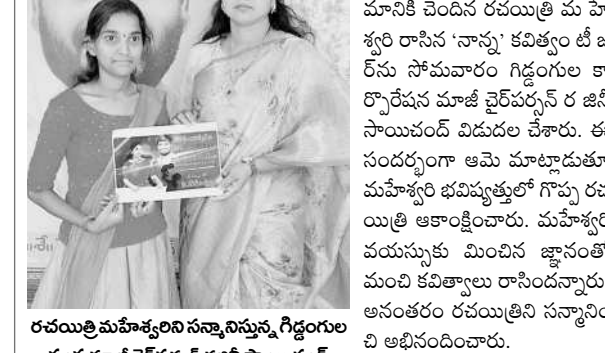 రచయిత్రి మహేశ్వరిని సన్మానిస్తున్న గిడ్డంగుల
మానికి చెందిన రచయిత్రి మ హే
శ్వరి రాసిన ‘నాన్న’ కవిత్వం టీ జ
ర్‌ను సోమవారం గిడ్డంగుల కా
ర్పొరేషన మాజీ చైర్‌పర్సన్ ర జినీ
సాయిచంద్ విడుదల చేశారు. ఈ
సందర్భంగా ఆమె మాట్లాడుతూ
మహేశ్వరి భవిష్యత్తులో గొప్ప రచ
యిత్రి ఆకాంక్షించారు. మహేశ్వరి
వయస్సుకు మించిన జ్ఞానంతో
మంచి కవిత్వాలు రాసిందన్నారు
అనంతరం రచయిత్రిని సన్మానిం
చి అభినందించారు.